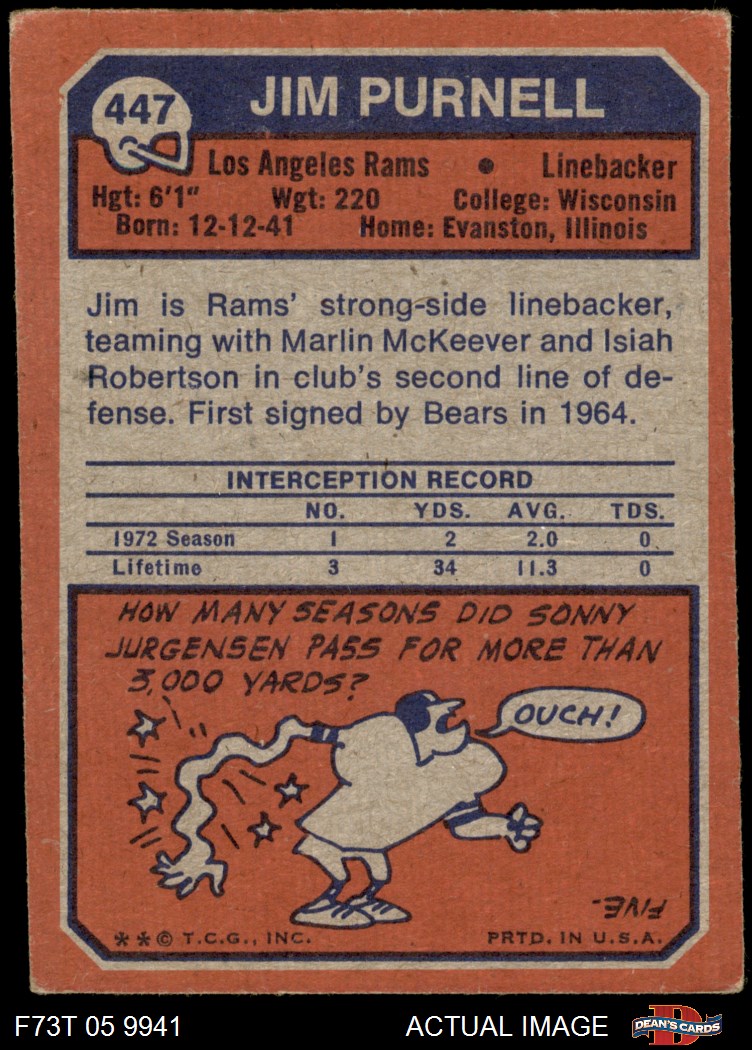 447
JIM PURNELL
Los Angeles Rams • Linebacker
Hgt: 6'1" Wgt: 220 College: Wisconsin
Born: 12-12-41 Home: Evanston, Illinois
Jim is Rams' strong-side linebacker,
teaming with Marlin McKeever and Isiah
Robertson in club's second line of de-
fense. First signed by Bears in 1964.
INTERCEPTION RECORD
NO. YDS. AVG. TDS.
1972 Season 1 2 2.0 0
Lifetime 3 34 11.3 0
HOW MANY SEASONS DID SONNY
JURGENSEN PASS FOR MORE THAN
3,000 YARDS?
OUCH!
FIVE.
**© T.C.G., INC. PRTD. IN U.S.A.
F73T 05 9941 ACTUAL IMAGE
D
DEAN'S CARDS